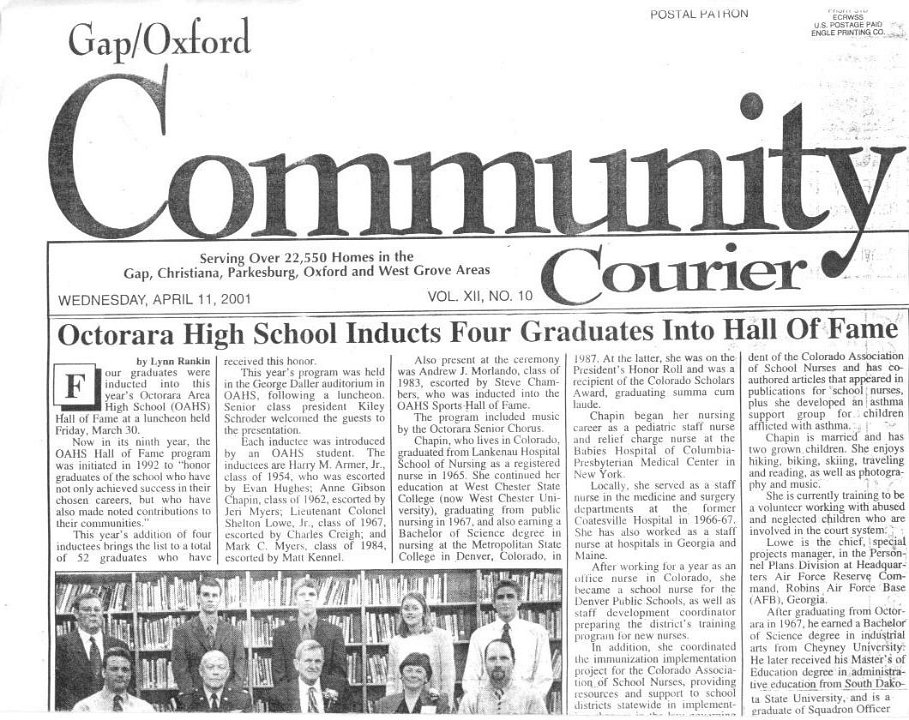 POSTAL PATRON
ECRWSS
U.S. POSTAGE PAID
ENGLE PRINTING CO.
Gap/Oxford
Community
Courier
Serving Over 22,550 Homes in the
Gap, Christiana, Parkesburg, Oxford and West Grove Areas
WEDNESDAY, APRIL 11, 2001
VOL. XII, NO. 10
Octorara High School Inducts Four Graduates Into Hall Of Fame
by Lynn Rankin
Four graduates were
inducted into this
year's Octorara Area
High School (OAHS)
Hall of Fame at a luncheon held
Friday, March 30.
Now in its ninth year, the
OAHS Hall of Fame program
was initiated in 1992 to "honor
graduates of the school who have
not only achieved success in their
chosen careers, but who have
also made noted contributions to
their communities."
This year's addition of four
inductees brings the list to a total
of 52 graduates who have
received this honor.
This year's program was held
in the George Daller auditorium in
OAHS, following a luncheon.
Senior class president Kiley
Schroder welcomed the guests to
the presentation.
Each inductee was introduced
by an OAHS student. The
inductees are Harry M. Armer, Jr.,
class of 1954, who was escorted
by Evan Hughes; Anne Gibson
Chapin, class of 1962, escorted by
Jeri Myers; Lieutenant Colonel
Shelton Lowe, Jr., class of 1967,
escorted by Charles Creigh; and
Mark C. Myers, class of 1984,
escorted by Matt Kennel.
Also present at the ceremony
was Andrew J. Morlando, class of
1983, escorted by Steve Cham-
bers, who was inducted into the
OAHS Sports Hall of Fame.
The program included music
by the Octorara Senior Chorus.
Chapin, who lives in Colorado,
graduated from Lankenau Hospital
School of Nursing as a registered
nurse in 1965. She continued her
education at West Chester State
College (now West Chester Uni-
versity), graduating from public
nursing in 1967, and also earning a
Bachelor of Science degree in
nursing at the Metropolitan State
College in Denver, Colorado, in
1987. At the latter, she was on the
President's Honor Roll and was a
recipient of the Colorado Scholars
Award, graduating summa cum
laude.
Chapin began her nursing
career as a pediatric staff nurse
and relief charge nurse at the
Babies Hospital of Columbia-
Presbyterian Medical Center in
New York.
Locally, she served as a staff
nurse in the medicine and surgery
departments at the former
Coatesville Hospital in 1966-67.
She has also worked as a staff
nurse at hospitals in Georgia and
Maine.
After working for a year as an
office nurse in Colorado, she
became a school nurse for the
Denver Public Schools, as well as
staff development coordinator
preparing the district's training
program for new nurses.
In addition, she coordinated
the immunization implementation
project for the Colorado Associa-
tion of School Nurses, providing
resources and support to school
districts statewide in implement-
dent of the Colorado Association
of School Nurses and has co-
authored articles that appeared in
publications for school nurses,
plus she developed an asthma
support group for children
afflicted with asthma.
Chapin is married and has
two grown children. She enjoys
hiking, biking, skiing, traveling
and reading, as well as photogra-
phy and music.
She is currently training to be
a volunteer working with abused
and neglected children who are
involved in the court system.
Lowe is the chief, special
projects manager, in the Person-
nel Plans Division at Headquar-
ters Air Force Reserve Com-
mand, Robins Air Force Base
(AFB), Georgia.
After graduating from Octor-
ara in 1967, he earned a Bachelor
of Science degree in industrial
arts from Cheyney University.
He later received his Master's of
Education degree in administra-
tive education from South Dako-
ta State University, and is a
graduate of Squadron Officer